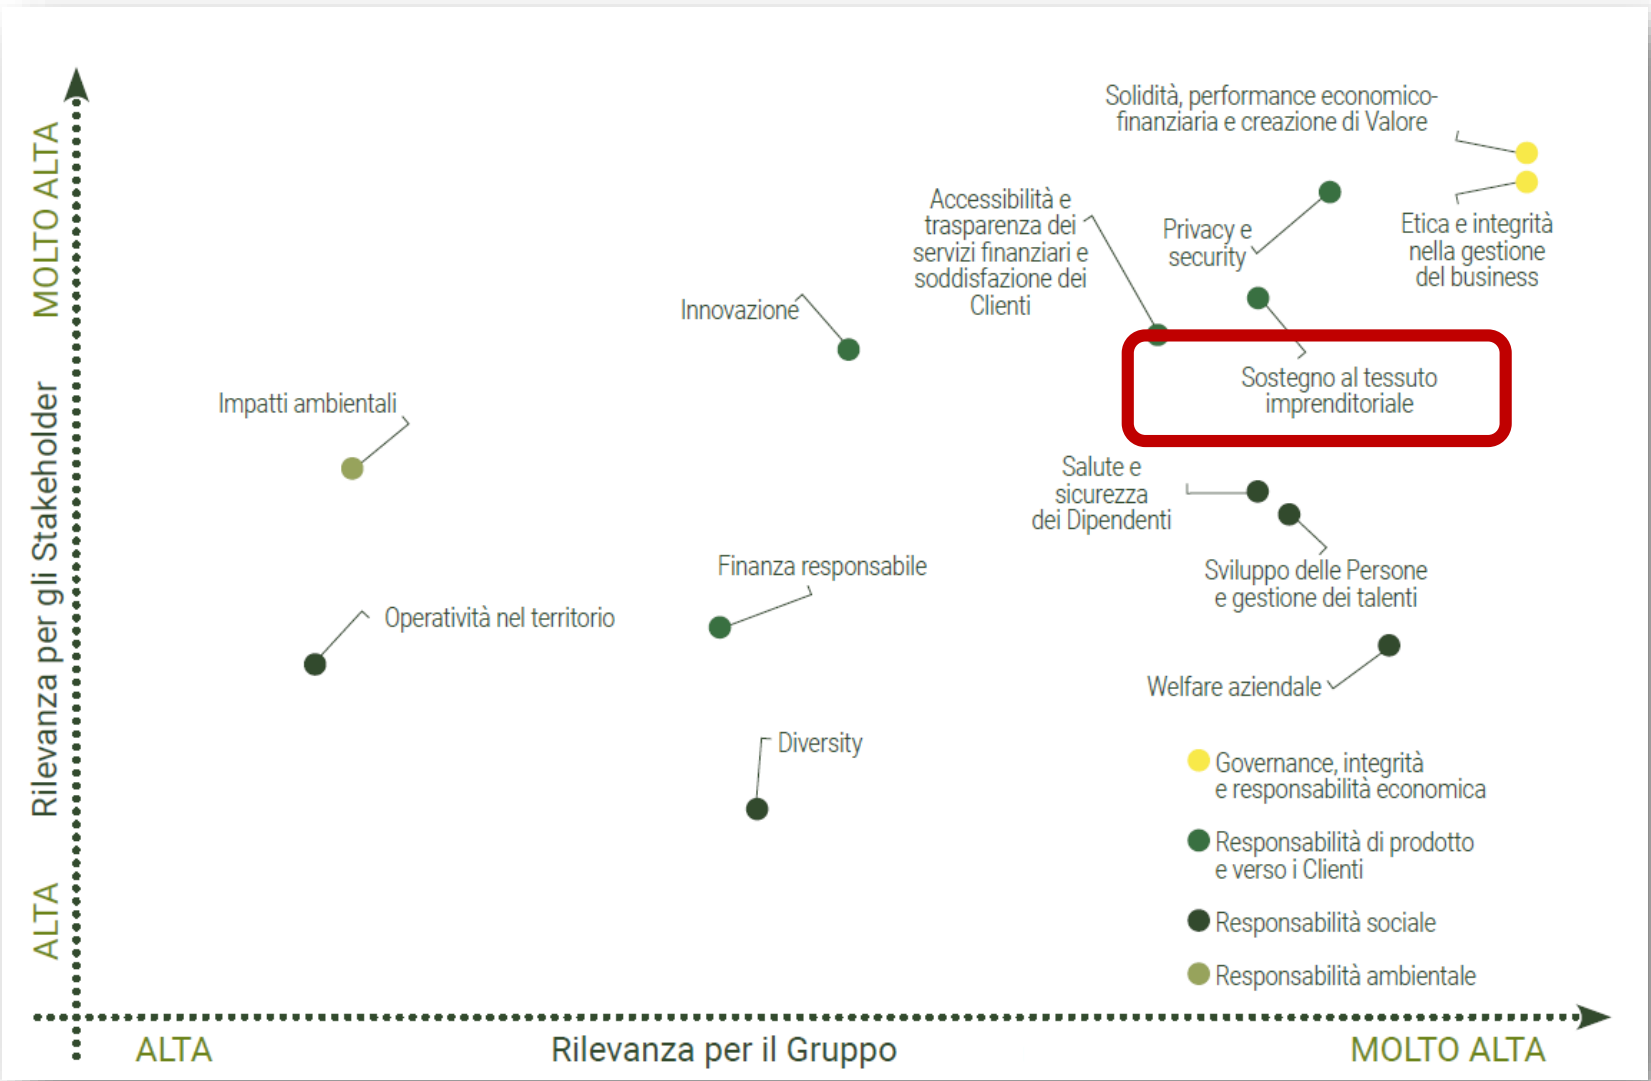 Solidità, performance economico-
finanziaria e creazione di Valore
Accessibilità e
trasparenza dei
servizi finanziari e
soddisfazione dei
Clienti
Privacy e
security
Etica e integrità
nella gestione
del business
Innovazione
Sostegno al tessuto
imprenditoriale
Impatti ambientali
Salute e
sicurezza
dei Dipendenti
Sviluppo delle Persone
e gestione dei talenti
Finanza responsabile
Operatività nel territorio
Welfare aziendale
Diversity
Governance, integrità
e responsabilità economica
Responsabilità di prodotto
e verso i Clienti
Responsabilità sociale
Responsabilità ambientale
MOLTO ALTA
Rilevanza per gli Stakeholder
ALTA
ALTA
Rilevanza per il Gruppo
MOLTO ALTA